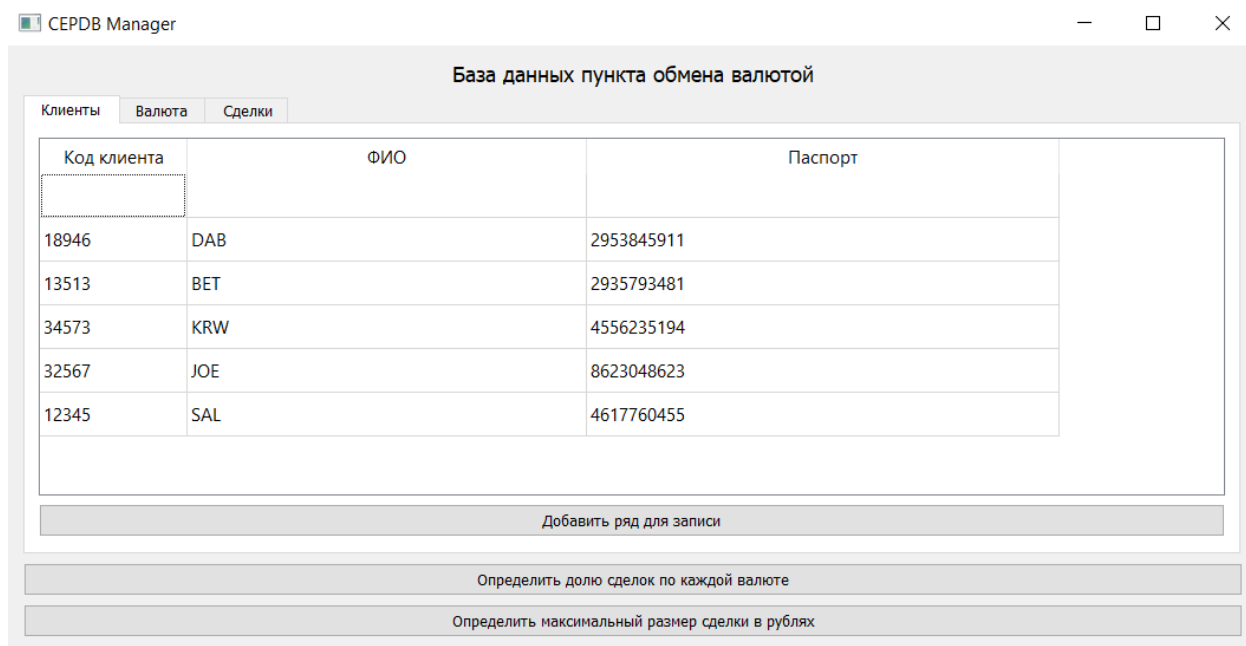 CEPDB Manager
База данных пункта обмена валютой
Клиенты Валюта Сделки
Код клиента ФИО Паспорт
18946 DAB 2953845911
13513 BET 2935793481
34573 KRW 4556235194
32567 JOE 8623048623
12345 SAL 4617760455
Добавить ряд для записи
Определить долю сделок по каждой валюте
Определить максимальный размер сделки в рублях